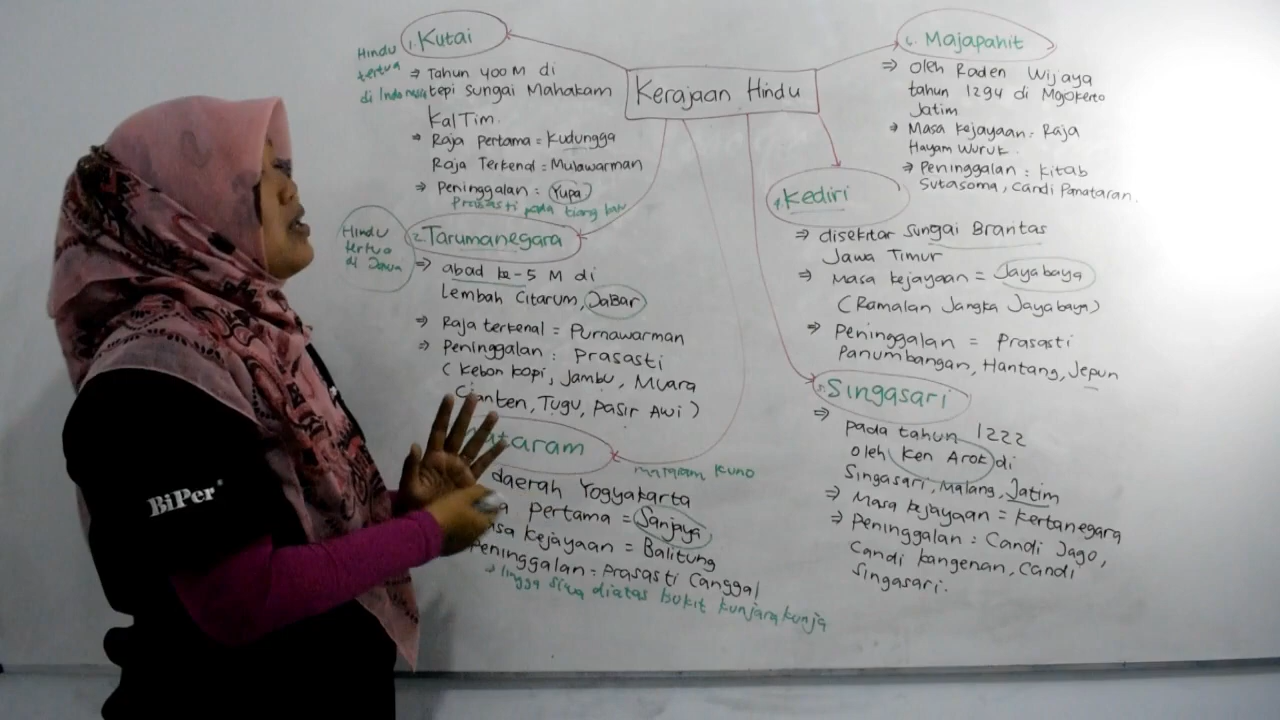 Kerajaan Hindu
1. Kutai
Hindu
tertua
di Indonesia
⇒ Tahun 400 M di
tepi sungai Mahakam
KalTim.
⇒ Raja Pertama = Kudungga
Raja Terkenal = Mulawarman
⇒ Peninggalan = Yupa
Prasasti pada tiang batu
2. Tarumanegara
Hindu
tertua
di Jawa
⇒ abad ke-5 M di
Lembah Citarum, JaBar
⇒ Raja terkenal = Purnawarman
⇒ Peninggalan : Prasasti
(Kebon Kopi, Jambu, Muara
Cianten, Tugu, Pasir Awi)
Mataram
mataram kuno
daerah Yogyakarta
pertama = Sanjaya
kejayaan = Balitung
Peninggalan = Prasasti Canggal
→ lingga siwa diatas bukit kunjarakunja
4. Kediri
⇒ disekitar sungai Brantas
Jawa Timur
⇒ Masa kejayaan = Jayabaya
(Ramalan Jangka Jayabaya)
⇒ Peninggalan = Prasasti
Panumbangan, Hantang, Jepun
5. Singasari
⇒ pada tahun 1222
oleh Ken Arok di
Singasari, Malang, Jatim
⇒ Masa kejayaan = Kertanegara
⇒ Peninggalan : Candi Jago,
Candi kangenan, Candi
Singasari.
6. Majapahit
⇒ oleh Raden Wijaya
tahun 1294 di Mojokerto
Jatim
⇒ Masa kejayaan : Raja
Hayam Wuruk.
⇒ Peninggalan : kitab
Sutasoma, Candi Panataran.
BiPer